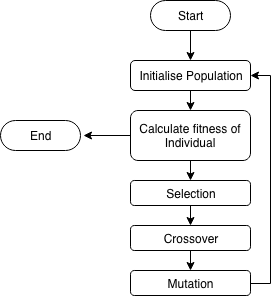 Start
Initialise Population
Calculate fitness of
Individual
End
Selection
Crossover
Mutation